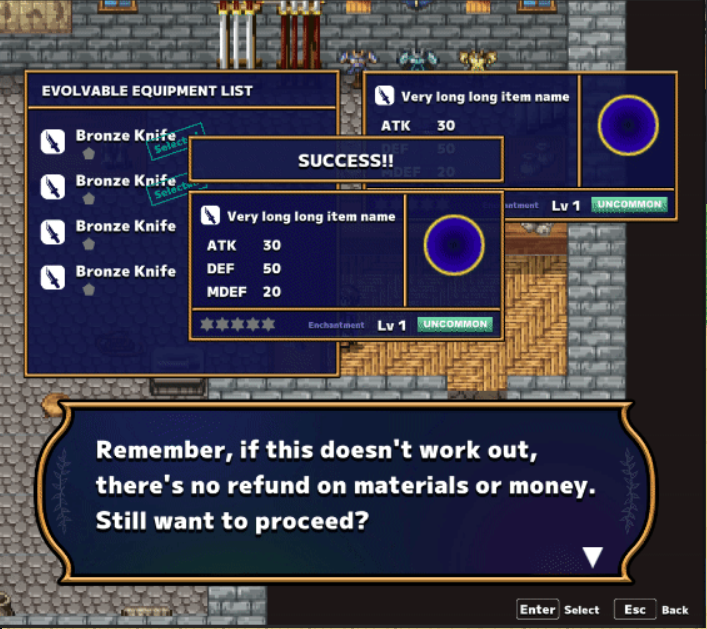 EVOLVABLE EQUIPMENT LIST
Bronze Knife
Selected
Bronze Knife
Selected
Bronze Knife
Bronze Knife
Very long long item name
ATK 30
DEF 50
MDEF 20
Enchantment Lv 1 UNCOMMON
SUCCESS!!
Very long long item name
ATK 30
DEF 50
MDEF 20
Enchantment Lv 1 UNCOMMON
Remember, if this doesn't work out,
there's no refund on materials or money.
Still want to proceed?
Enter Select Esc Back